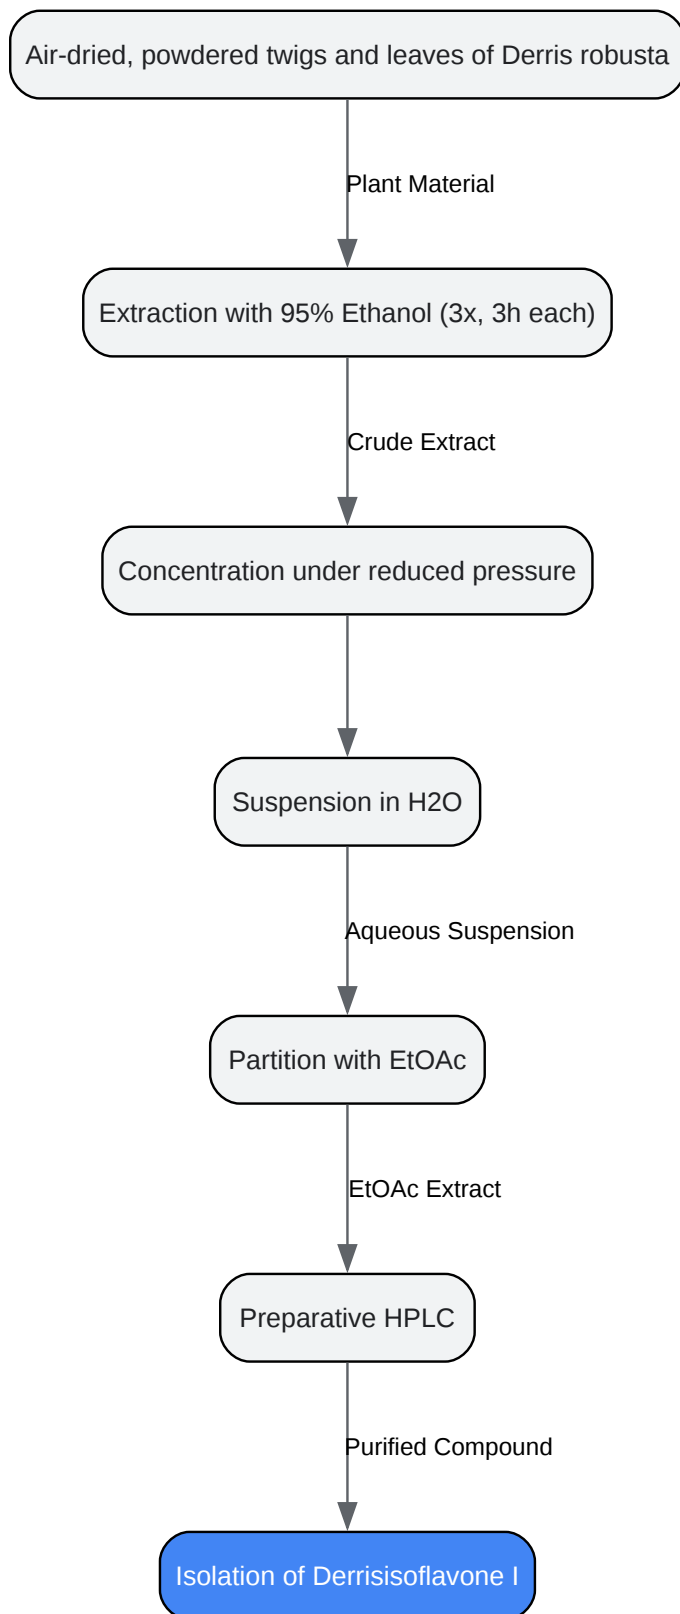 Air-dried, powdered twigs and leaves of Derris robusta
Plant Material
Extraction with 95% Ethanol (3x, 3h each)
Crude Extract
Concentration under reduced pressure
Suspension in H2O
Aqueous Suspension
Partition with EtOAc
EtOAc Extract
Preparative HPLC
Purified Compound
Isolation of Derrisisoflavone I